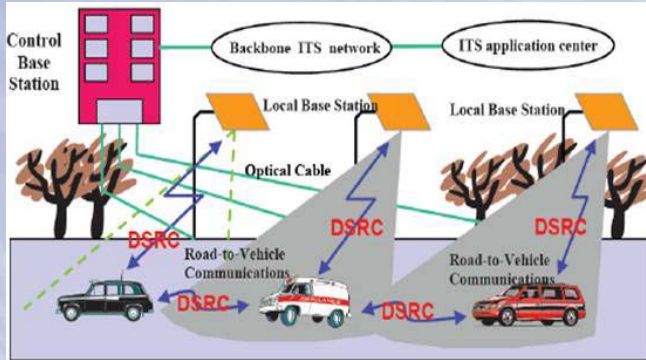 Control
Base
Station
Backbone ITS network
ITS application center
Local Base Station
Local Base Station
Optical Cable
DSRC
DSRC
DSRC
Road-to-Vehicle
Communications
Road-to-Vehicle
Communications
DSRC
DSRC
AMBULANCE